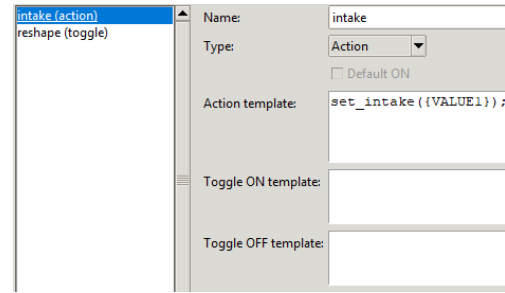 intake (action)
reshape (toggle)
Name: intake
Type: Action
Default ON
Action template: set_intake({VALUE1});
Toggle ON template:
Toggle OFF template: